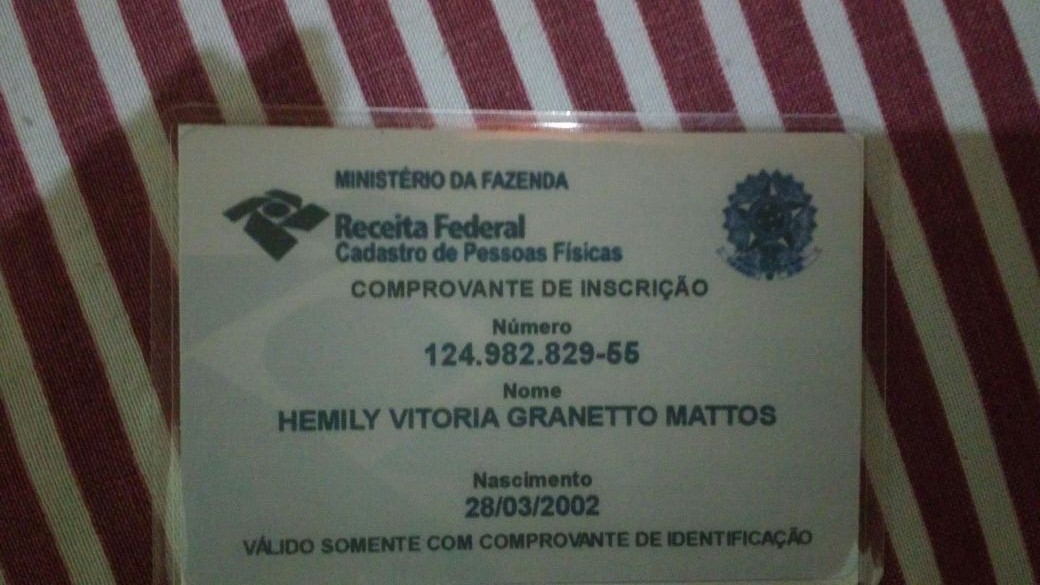 MINISTÉRIO DA FAZENDA
Receita Federal
Cadastro de Pessoas Físicas
COMPROVANTE DE INSCRIÇÃO
Número
124.982.829-55
Nome
HEMILY VITORIA GRANETTO MATTOS
Nascimento
28/03/2002
VÁLIDO SOMENTE COM COMPROVANTE DE IDENTIFICAÇÃO